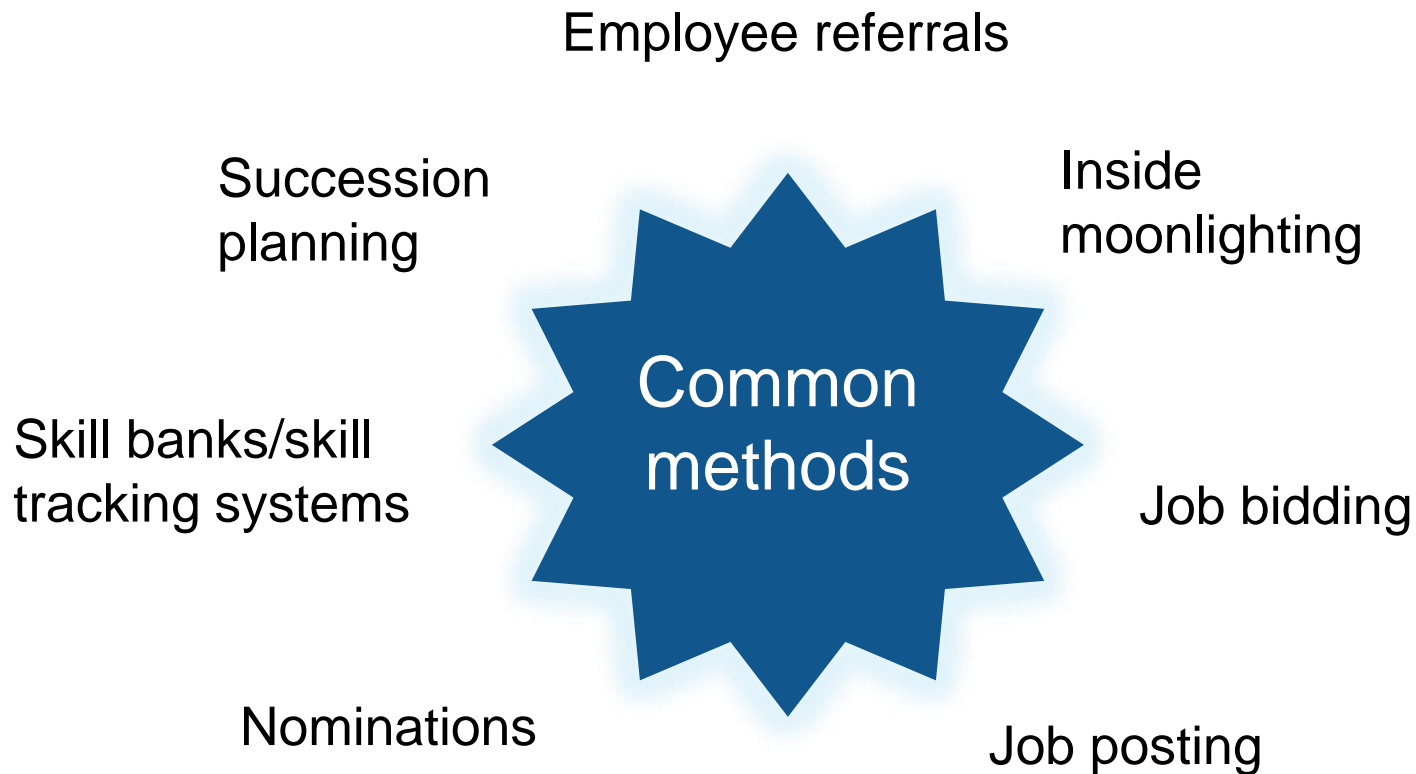 Employee referrals
Succession
planning
Inside
moonlighting
Common
methods
Skill banks/skill
tracking systems
Job bidding
Nominations
Job posting